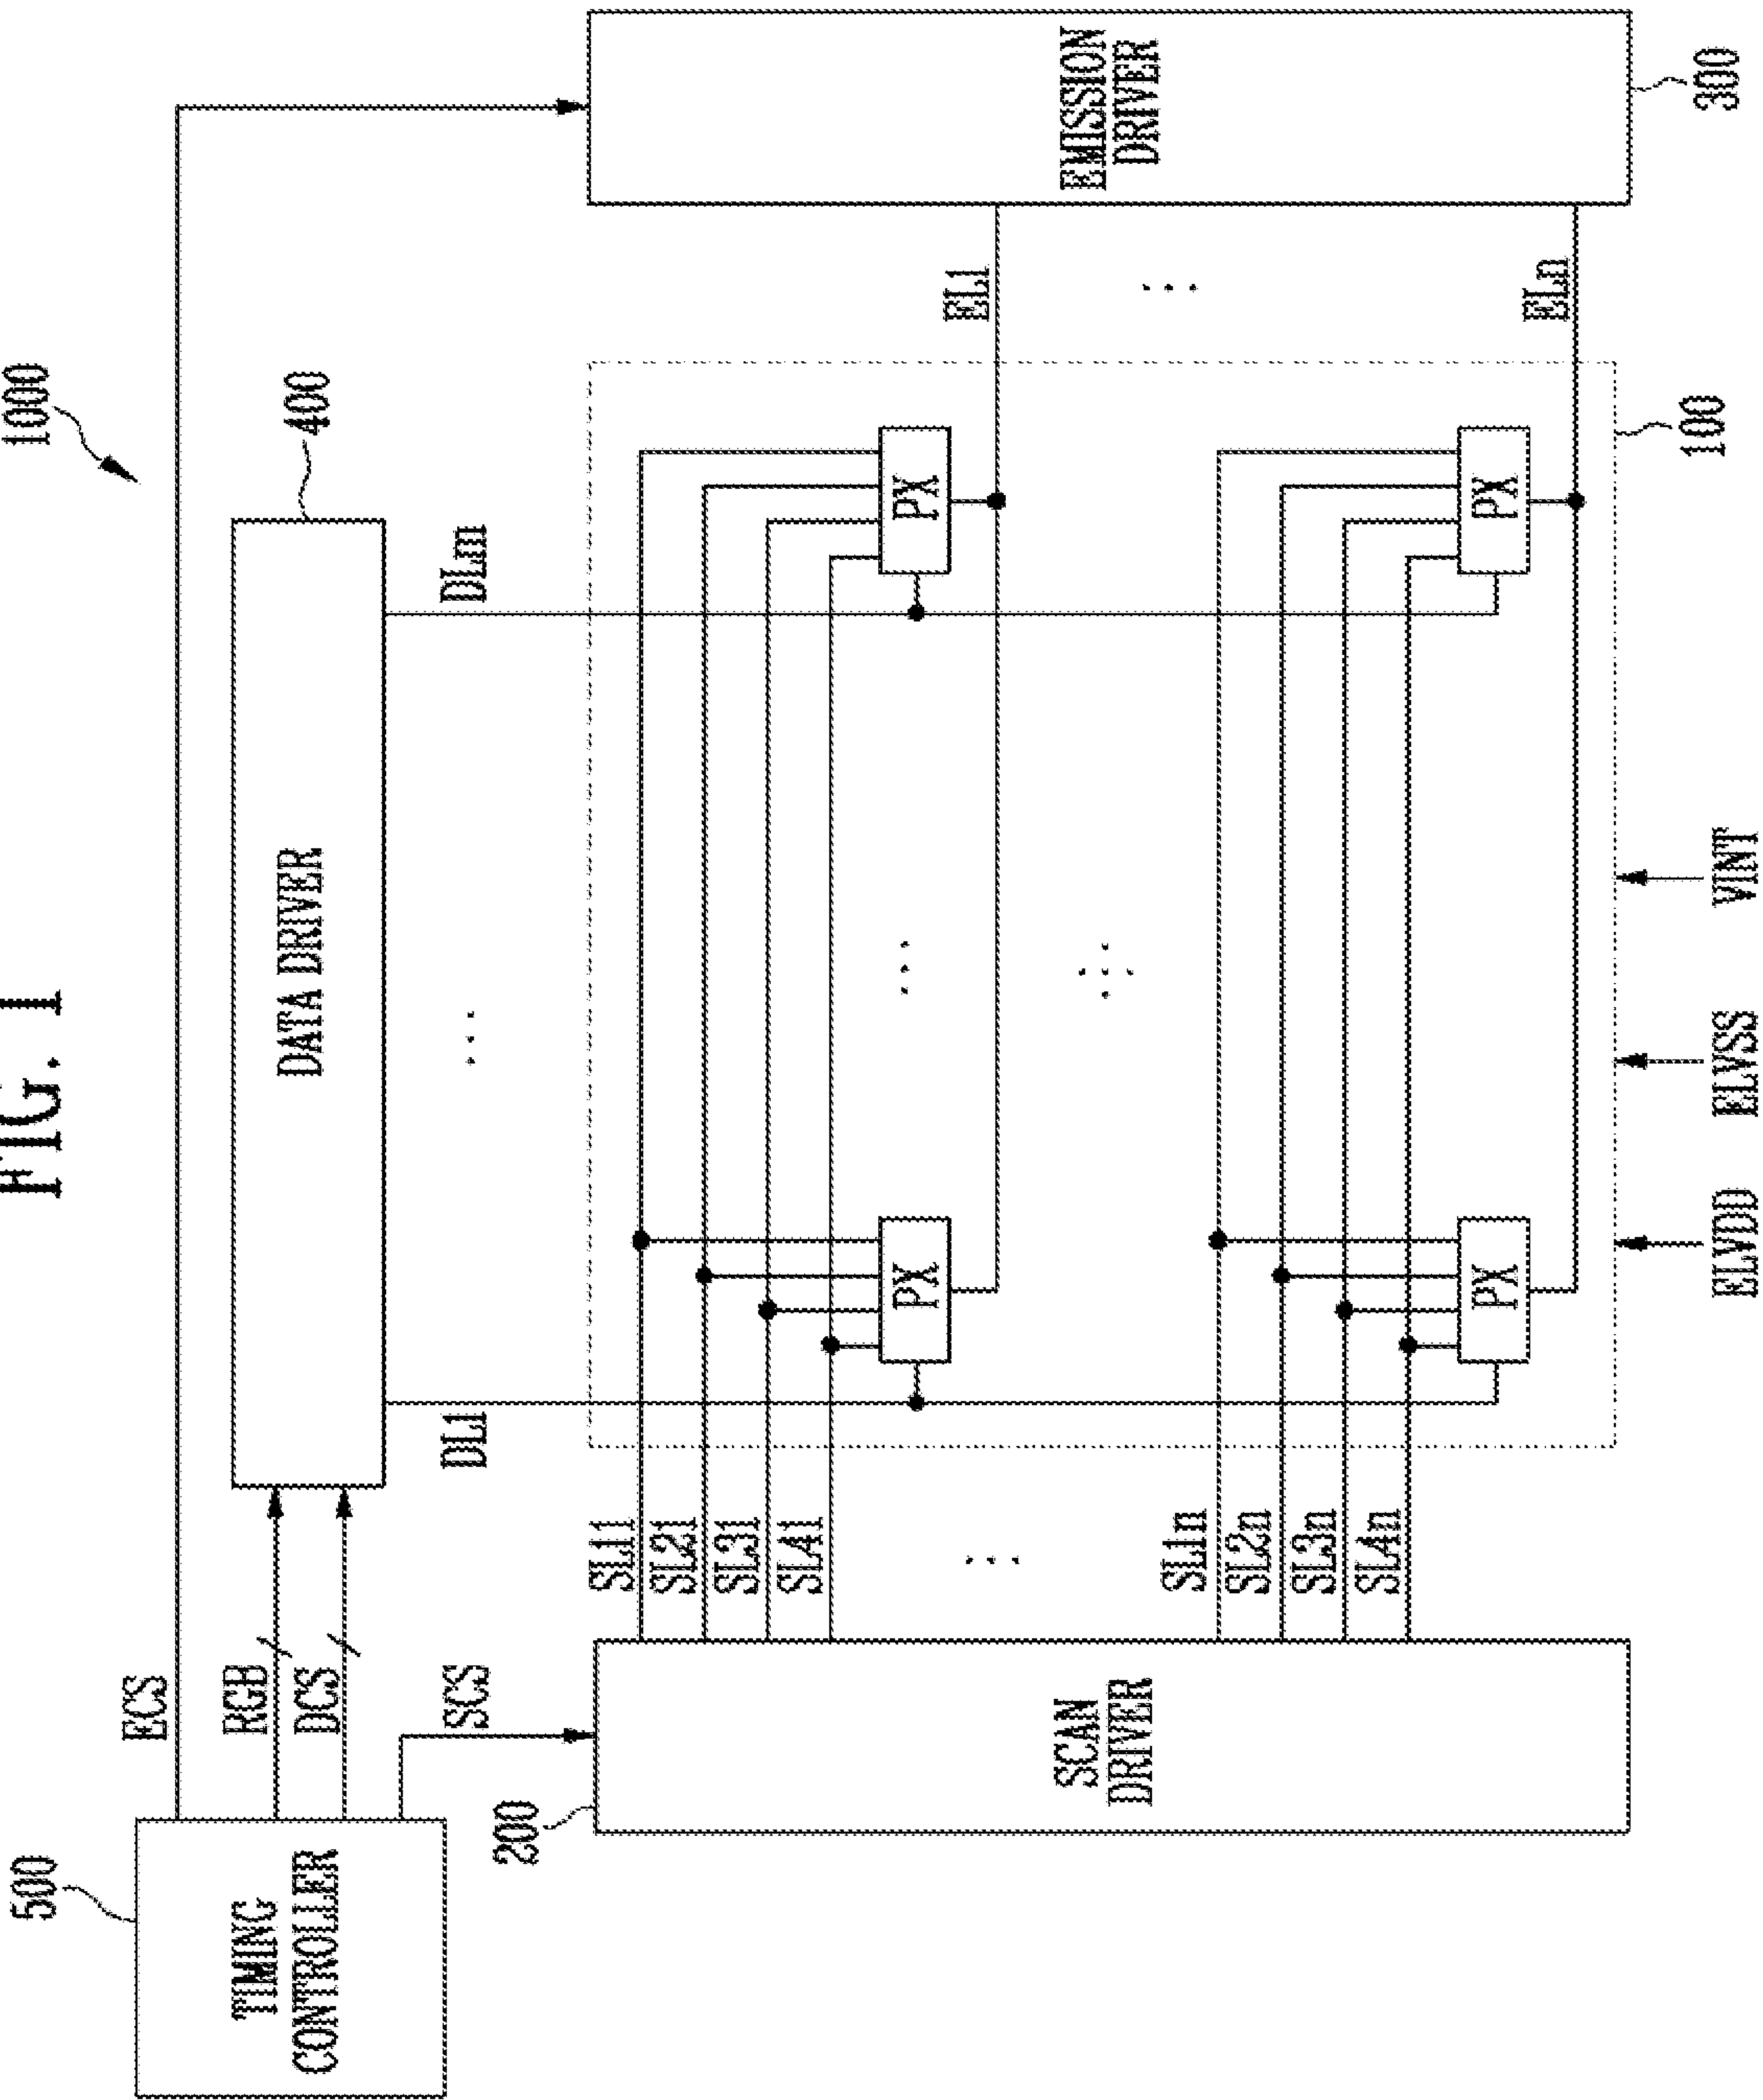 FIG. 1
1000
500
TIMING
CONTROLLER
ECS
RGB
DCS
SCS
DATA DRIVER
400
DL1
...
DLm
200
SCAN
DRIVER
SL11
SL21
SL31
SL41
...
SL1n
SL2n
SL3n
SL4n
PX
...
PX
PX
PX
EL1
...
ELn
EMISSION
DRIVER
300
100
ELVDD
ELVSS
VINT